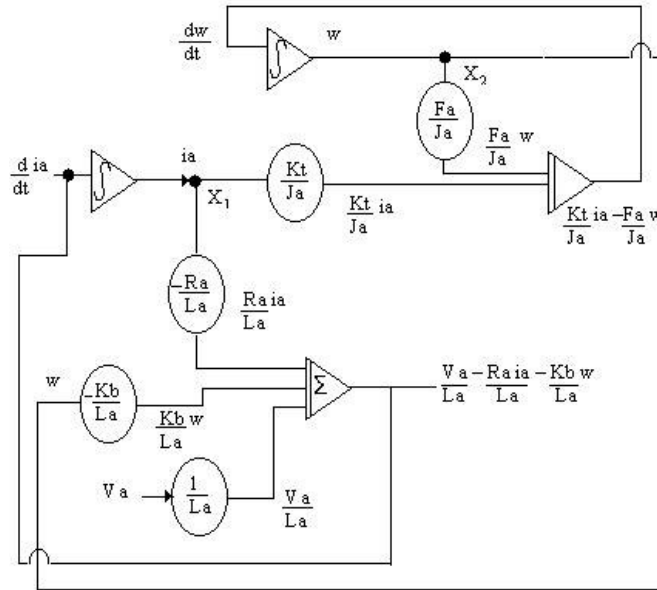 dw
dt
∫
w
X2
Fa
Ja
Fa w
Ja
d ia
dt
∫
ia
X1
Kt
Ja
Kt ia
Ja
Kt ia – Fa w
Ja Ja
–Ra
La
Ra ia
La
w
–Kb
La
Kb w
La
Σ
Va – Ra ia – Kb w
La La La
Va
1
La
Va
La